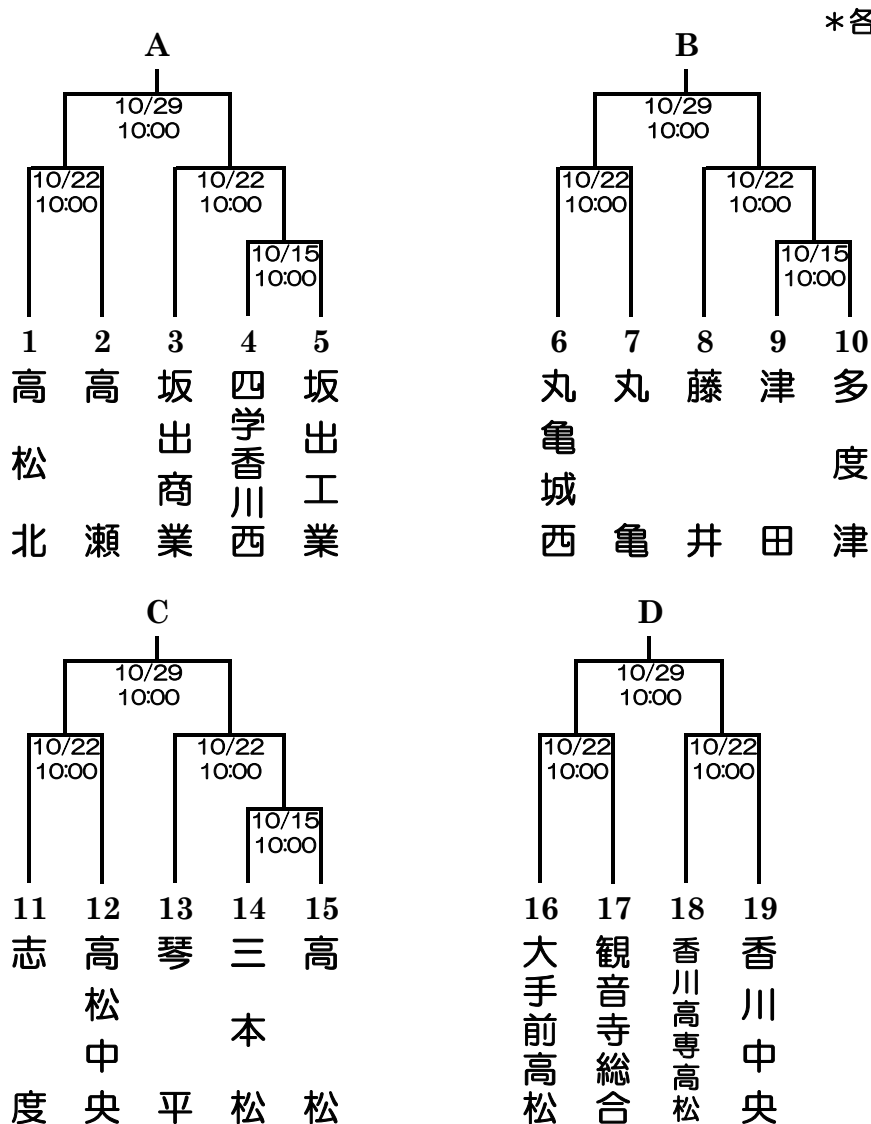 *各
A
10/29
10:00
10/22
10:00
10/22
10:00
10/15
10:00
1
2
3
4
5
高松北
高瀬
坂出商業
四学香川西
坂出工業
B
10/29
10:00
10/22
10:00
10/22
10:00
10/15
10:00
6
7
8
9
10
丸亀城西
丸亀
藤井
津田
多度津
C
10/29
10:00
10/22
10:00
10/22
10:00
10/15
10:00
11
12
13
14
15
志度
高松中央
琴平
三本松
高松
D
10/29
10:00
10/22
10:00
10/22
10:00
16
17
18
19
大手前高松
観音寺総合
香川高専高松
香川中央